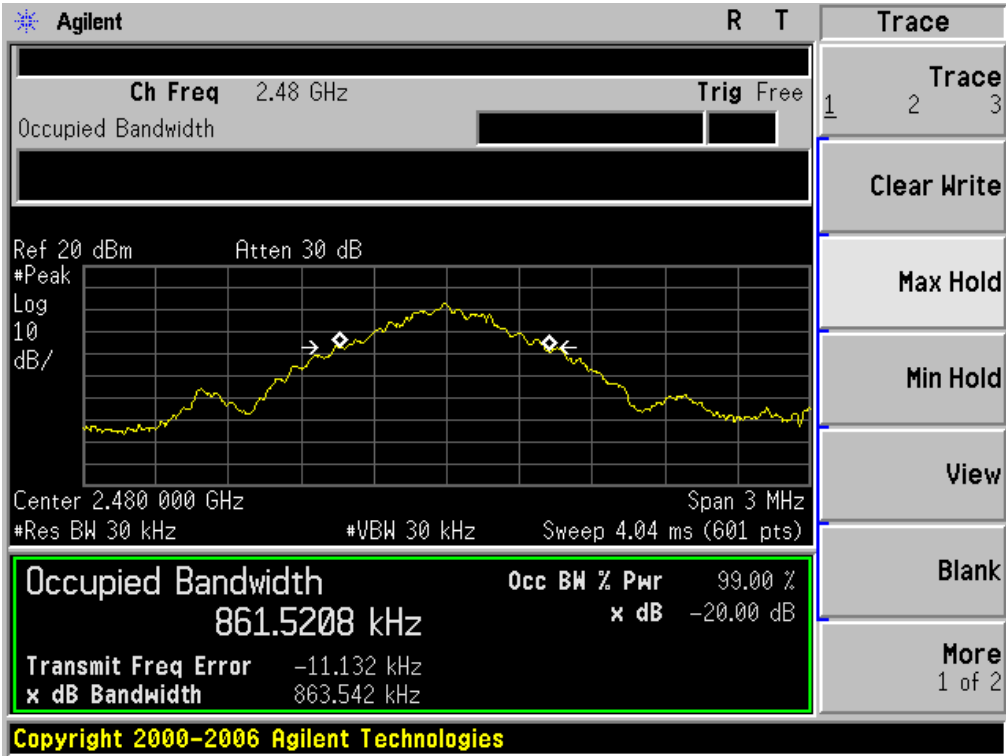 Agilent R T
Trace
Ch Freq 2.48 GHz Trig Free
Occupied Bandwidth
Trace
1 2 3
Clear Write
Max Hold
Min Hold
View
Blank
More
1 of 2
Ref 20 dBm Atten 30 dB
#Peak
Log
10
dB/
Center 2.480 000 GHz Span 3 MHz
#Res BW 30 kHz #VBW 30 kHz Sweep 4.04 ms (601 pts)
Occupied Bandwidth
861.5208 kHz
Occ BW % Pwr 99.00 %
x dB -20.00 dB
Transmit Freq Error -11.132 kHz
x dB Bandwidth 863.542 kHz
Copyright 2000-2006 Agilent Technologies